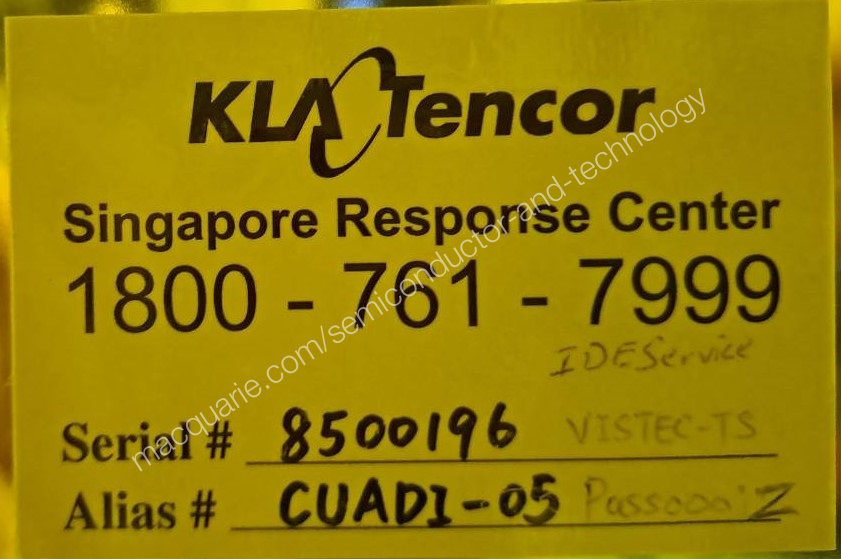 KLA Tencor
Singapore Response Center
1800 - 761 - 7999
IDEService
Serial # 8500196 VISTEC-TS
Alias # CUADI-05
macquarie.com/semiconductor-and-technology